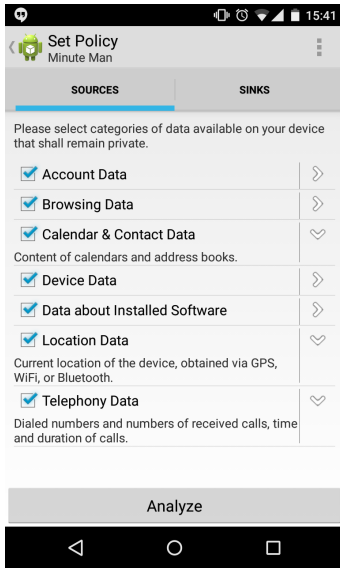 15:41
Set Policy
Minute Man
SOURCES
SINKS
Please select categories of data available on your device
that shall remain private.
Account Data
Browsing Data
Calendar & Contact Data
Content of calendars and address books.
Device Data
Data about Installed Software
Location Data
Current location of the device, obtained via GPS,
WiFi, or Bluetooth.
Telephony Data
Dialed numbers and numbers of received calls, time
and duration of calls.
Analyze